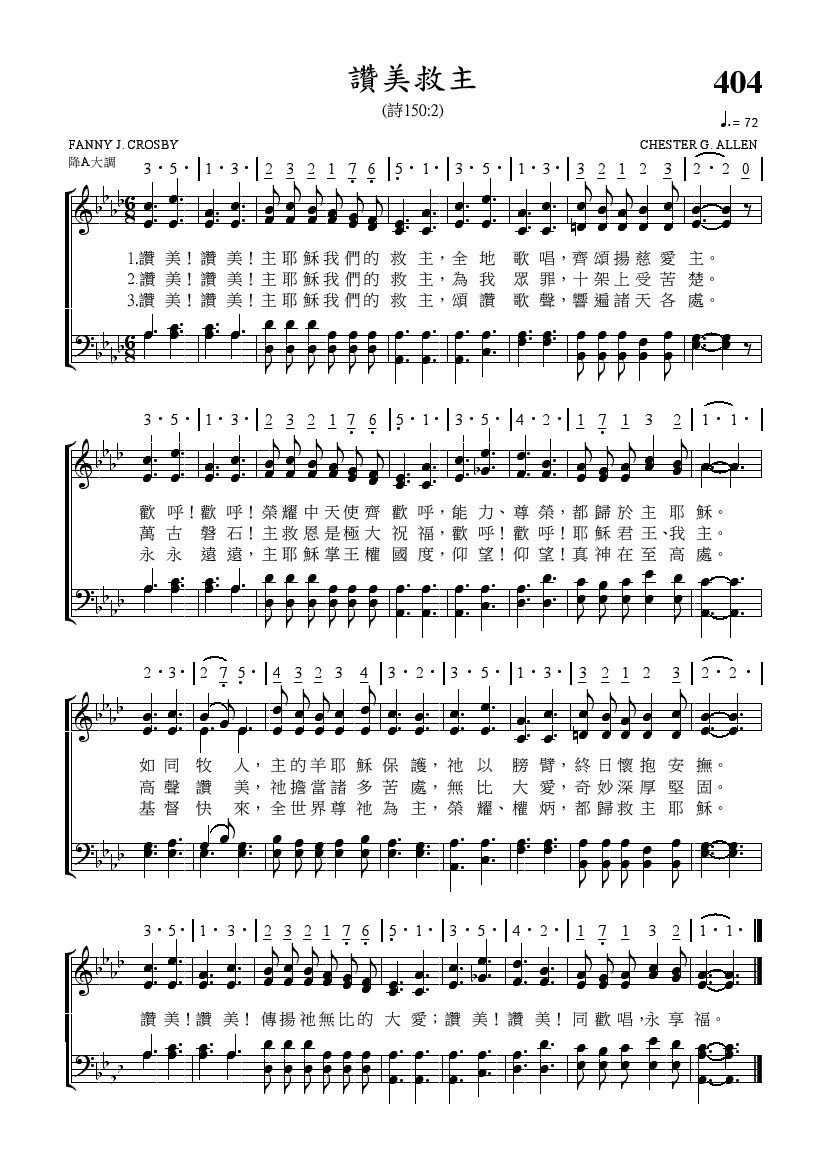 讚美救主
404
(詩150:2)
♩. = 72
FANNY J. CROSBY
CHESTER G. ALLEN
降A大調
3· 5· | 1· 3· | 2 3 2 1 7 6 | 5· 1· | 3· 5· | 1· 3· | 3 2 1 2 3 | 2· 2 0
1.讚美!讚美!主耶穌我們的救主,全地歌唱,齊頌揚慈愛主。
2.讚美!讚美!主耶穌我們的救主,為我眾罪,十架上受苦楚。
3.讚美!讚美!主耶穌我們的救主,頌讚歌聲,響遍諸天各處。
3· 5· | 1· 3· | 2 3 2 1 7 6 | 5· 1· | 3· 5· | 4· 2· | 1 7 1 3 2 | 1· 1·
歡呼!歡呼!榮耀中天使齊歡呼,能力、尊榮,都歸於主耶穌。
萬古磐石!主救恩是極大祝福,歡呼!歡呼!耶穌君王、我主。
永永遠遠,主耶穌掌王權國度,仰望!仰望!真神在至高處。
2· 3· | 2 7 5· | 4 3 2 3 4 | 3· 2· | 3· 5· | 1· 3· | 3 2 1 2 3 | 2· 2·
如同牧人,主的羊耶穌保護,祂以膀臂,終日懷抱安撫。
高聲讚美,祂擔當諸多苦處,無比大愛,奇妙深厚堅固。
基督快來,全世界尊祂為主,榮耀、權炳,都歸救主耶穌。
3· 5· | 1· 3· | 2 3 2 1 7 6 | 5· 1· | 3· 5· | 4· 2· | 1 7 1 3 2 | 1· 1·
讚美!讚美!傳揚祂無比的大愛;讚美!讚美!同歡唱,永享福。